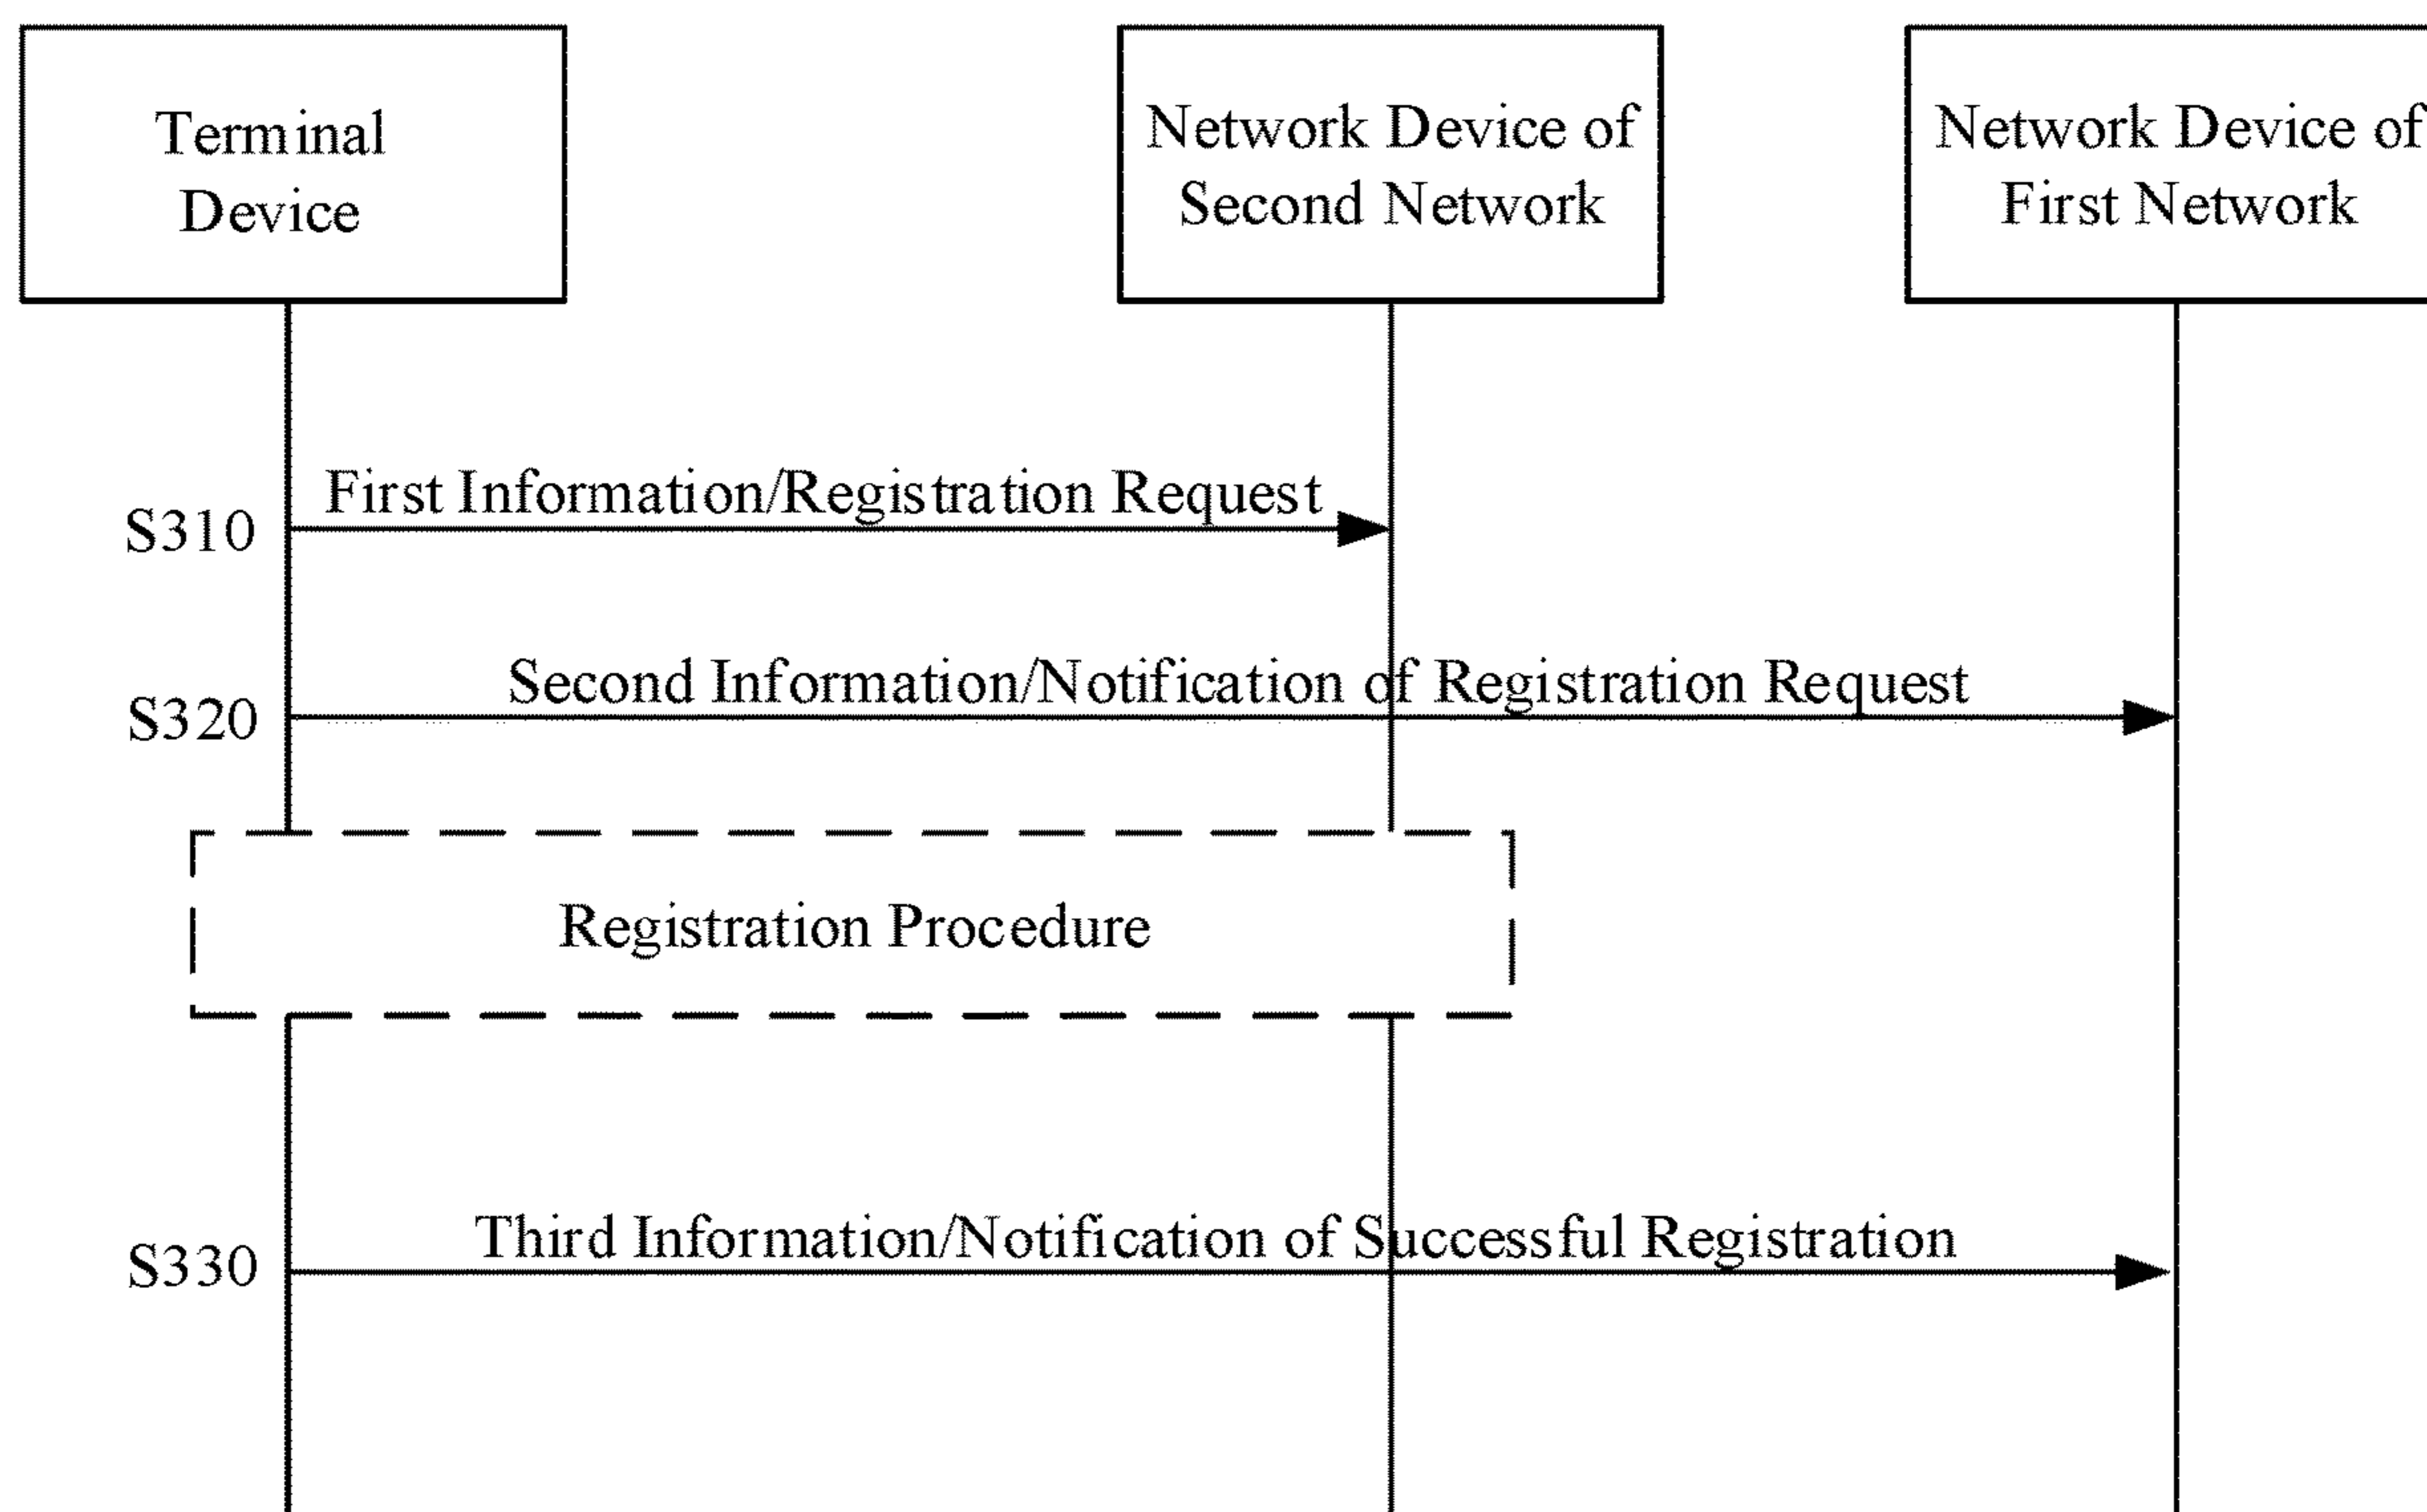 Terminal
Device
Network Device of
Second Network
Network Device of
First Network
First Information/Registration Request
S310
Second Information/Notification of Registration Request
S320
Registration Procedure
Third Information/Notification of Successful Registration
S330